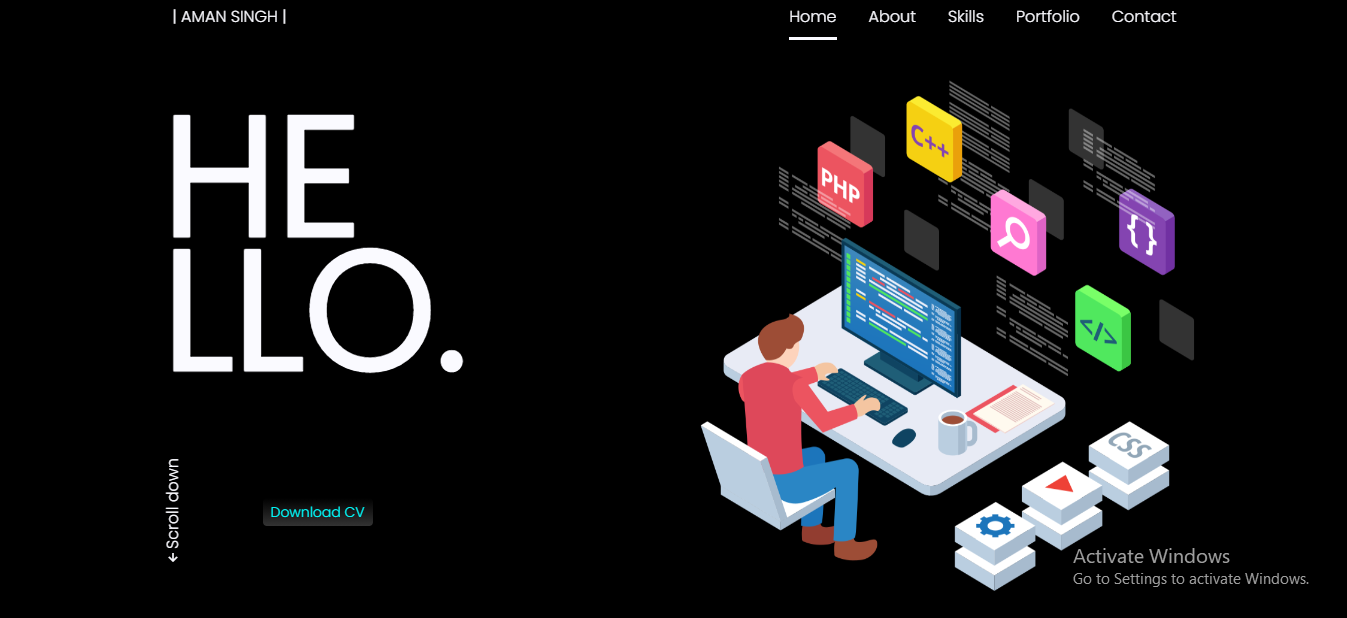 | AMAN SINGH |
Home About Skills Portfolio Contact
HE
LLO.
C++
PHP
{ }
</>
CSS
← Scroll down
Download CV
Activate Windows
Go to Settings to activate Windows.